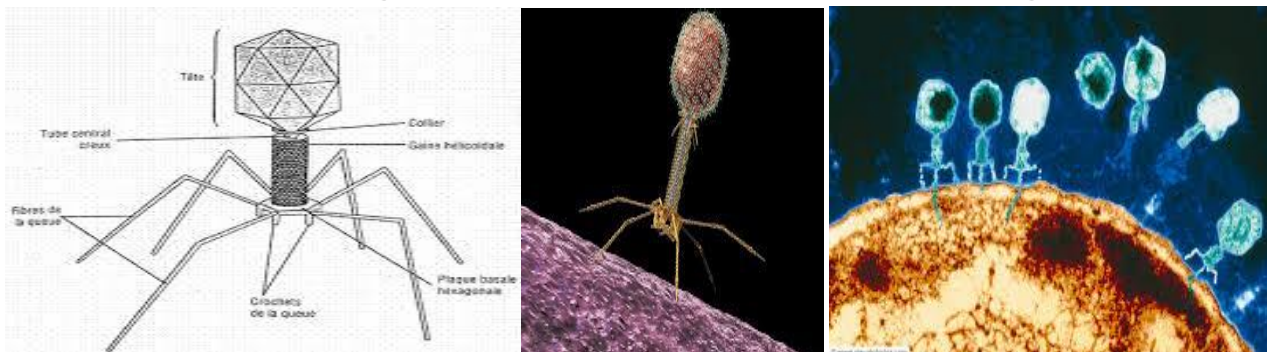 Tête
Collier
Tube central
creux
Gaine hélicoïdale
Fibres de
la queue
Plaque basale
hexagonale
Crochets
de la queue